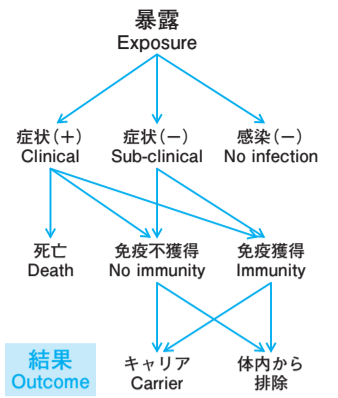 暴露
Exposure
症状(+)
Clinical
症状(−)
Sub-clinical
感染(−)
No infection
死亡
Death
免疫不獲得
No immunity
免疫獲得
Immunity
結果
Outcome
キャリア
Carrier
体内から
排除